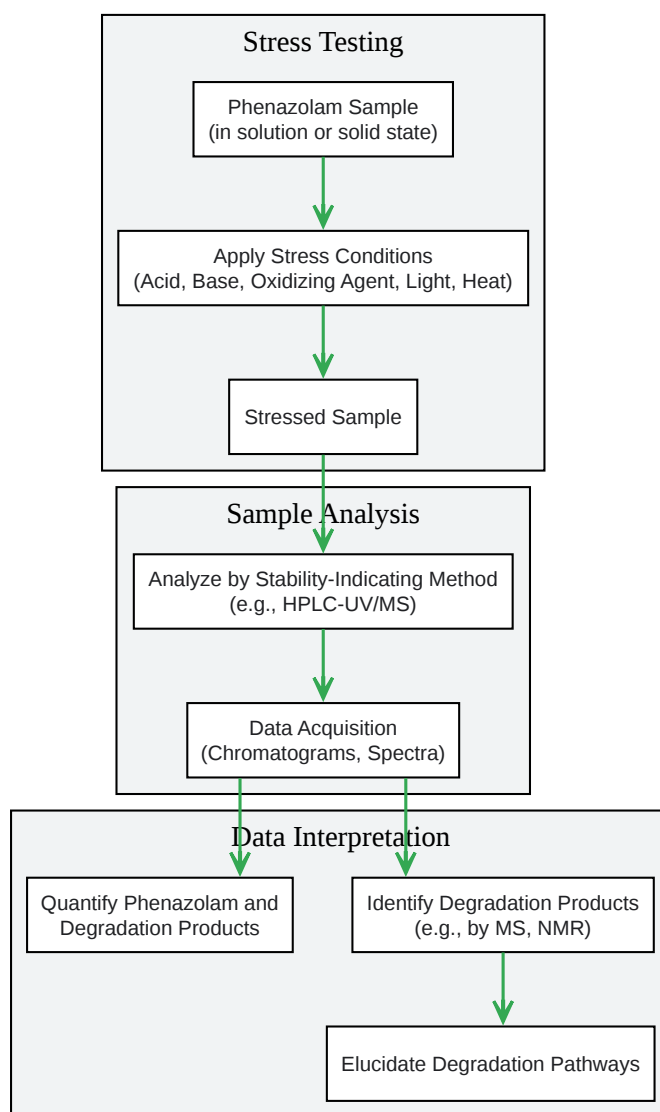 Stress Testing
Phenazolam Sample
(in solution or solid state)
Apply Stress Conditions
(Acid, Base, Oxidizing Agent, Light, Heat)
Stressed Sample
Sample Analysis
Analyze by Stability-Indicating Method
(e.g., HPLC-UV/MS)
Data Acquisition
(Chromatograms, Spectra)
Data Interpretation
Quantify Phenazolam and
Degradation Products
Identify Degradation Products
(e.g., by MS, NMR)
Elucidate Degradation Pathways